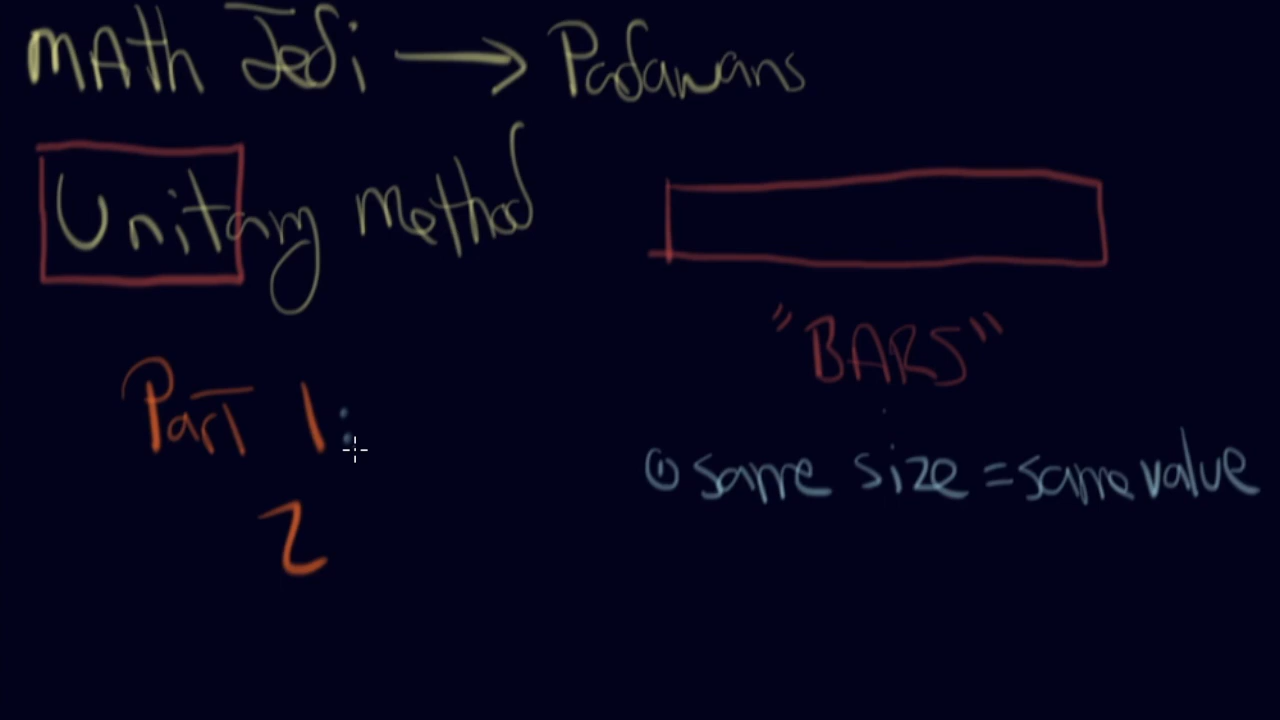 MATH Jedi → Padawans
Unitary method
"BARS"
Part 1:
① same size = same value
2